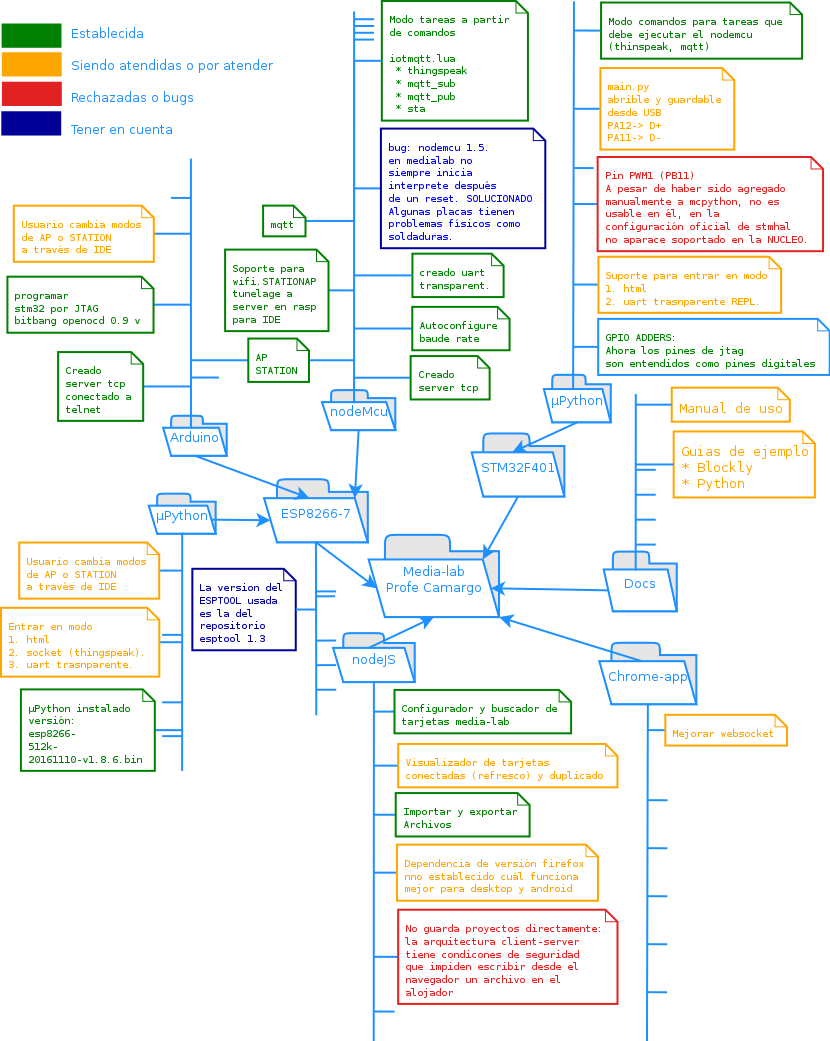 Establecida
Siendo atendidas o por atender
Rechazadas o bugs
Tener en cuenta
Modo tareas a partir
de comandos
iotmqtt.lua
* thingspeak
* mqtt_sub
* mqtt_pub
* sta
Modo comandos para tareas que
debe ejecutar el nodemcu
(thinspeak, mqtt)
main.py
abrible y guardable
desde USB
PA12-> D+
PA11-> D-
bug: nodemcu 1.5.
en medialab no
siempre inicia
interprete después
de un reset. SOLUCIONADO
Algunas placas tienen
problemas físicos como
soldaduras.
Pin PWM1 (PB11)
A pesar de haber sido agregado
manualmente a mcpython, no es
usable en él, en la
configuración oficial de stmhal
no aparace soportado en la NUCLEO.
Usuario cambia modos
de AP o STATION
a través de IDE
mqtt
Soporte para
wifi.STATIONAP
tunelage a
server en rasp
para IDE
creado uart
transparent.
Suporte para entrar en modo
1. html
2. uart trasnparente REPL.
programar
stm32 por JTAG
bitbang openocd 0.9 v
Autoconfigure
baude rate
GPIO ADDERS:
Ahora los pines de jtag
son entendidos como pines digitales
Creado
server tcp
conectado a
telnet
AP
STATION
Creado
server tcp
Arduino
nodeMcu
µPython
Manual de uso
Guias de ejemplo
* Blockly
* Python
STM32F401
µPython
ESP8266-7
Media-lab
Profe Camargo
Docs
Usuario cambia modos
de AP o STATION
a través de IDE
La version del
ESPTOOL usada
es la del
repositorio
esptool 1.3
Entrar en modo
1. html
2. socket (thingspeak).
3. uart trasnparente.
nodeJS
Chrome-app
µPython instalado
versión:
esp8266-
512k-
20161110-v1.8.6.bin
Configurador y buscador de
tarjetas media-lab
Mejorar websocket
Visualizador de tarjetas
conectadas (refresco) y duplicado
Importar y exportar
Archivos
Dependencia de versión firefox
nno establecido cuál funciona
mejor para desktop y android
No guarda proyectos directamente:
la arquitectura client-server
tiene condicones de seguridad
que impiden escribir desde el
navegador un archivo en el
alojador